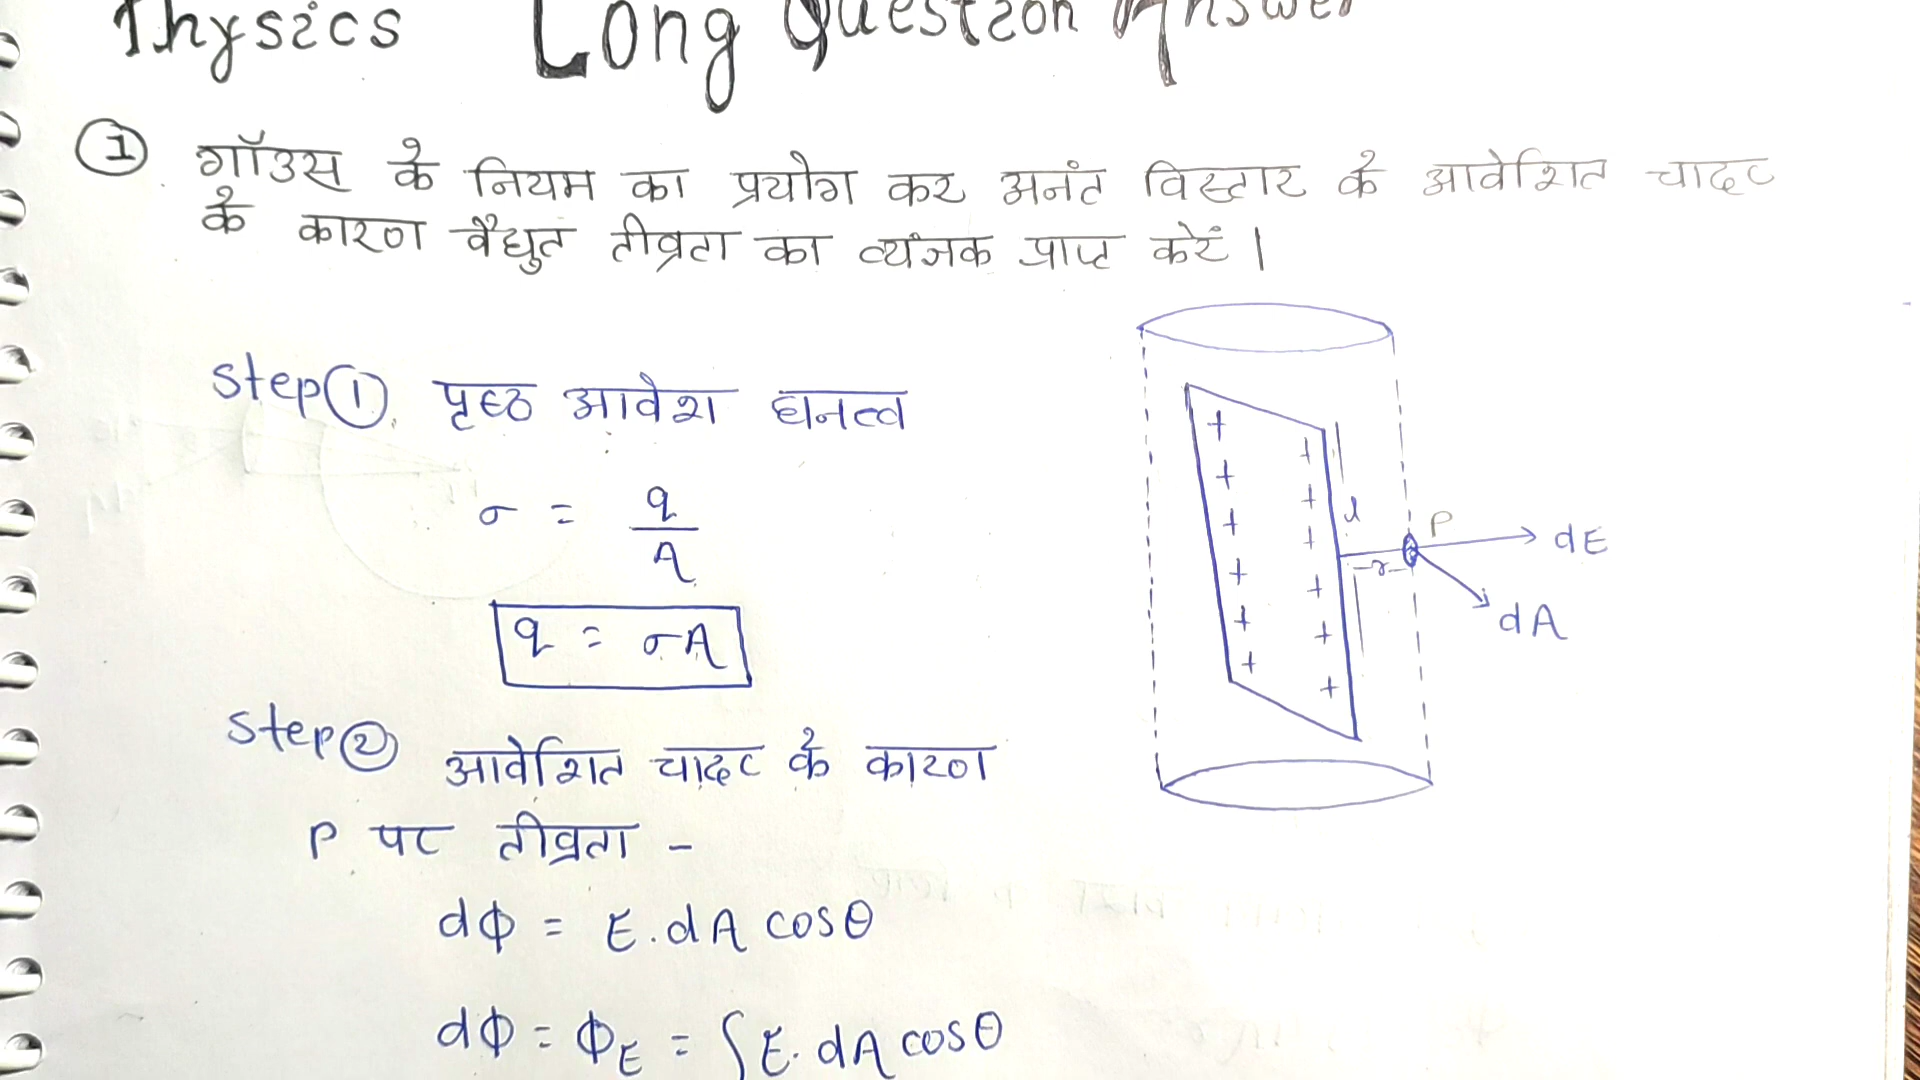 Physics Long Question Answer
① गॉउस के नियम का प्रयोग कर अनंत विस्तार के आवेशित चादर
के कारण वैद्युत तीव्रता का व्यंजक प्राप्त करें।
Step① पृष्ठ आवेश घनत्व
σ = q/A
q = σA
Step② आवेशित चादर के कारण
P पर तीव्रता -
dϕ = E.dA cosθ
dϕ = ϕE = ∫E.dA cosθ
+ + + + + + + + + + + +
P
r
dE
dA